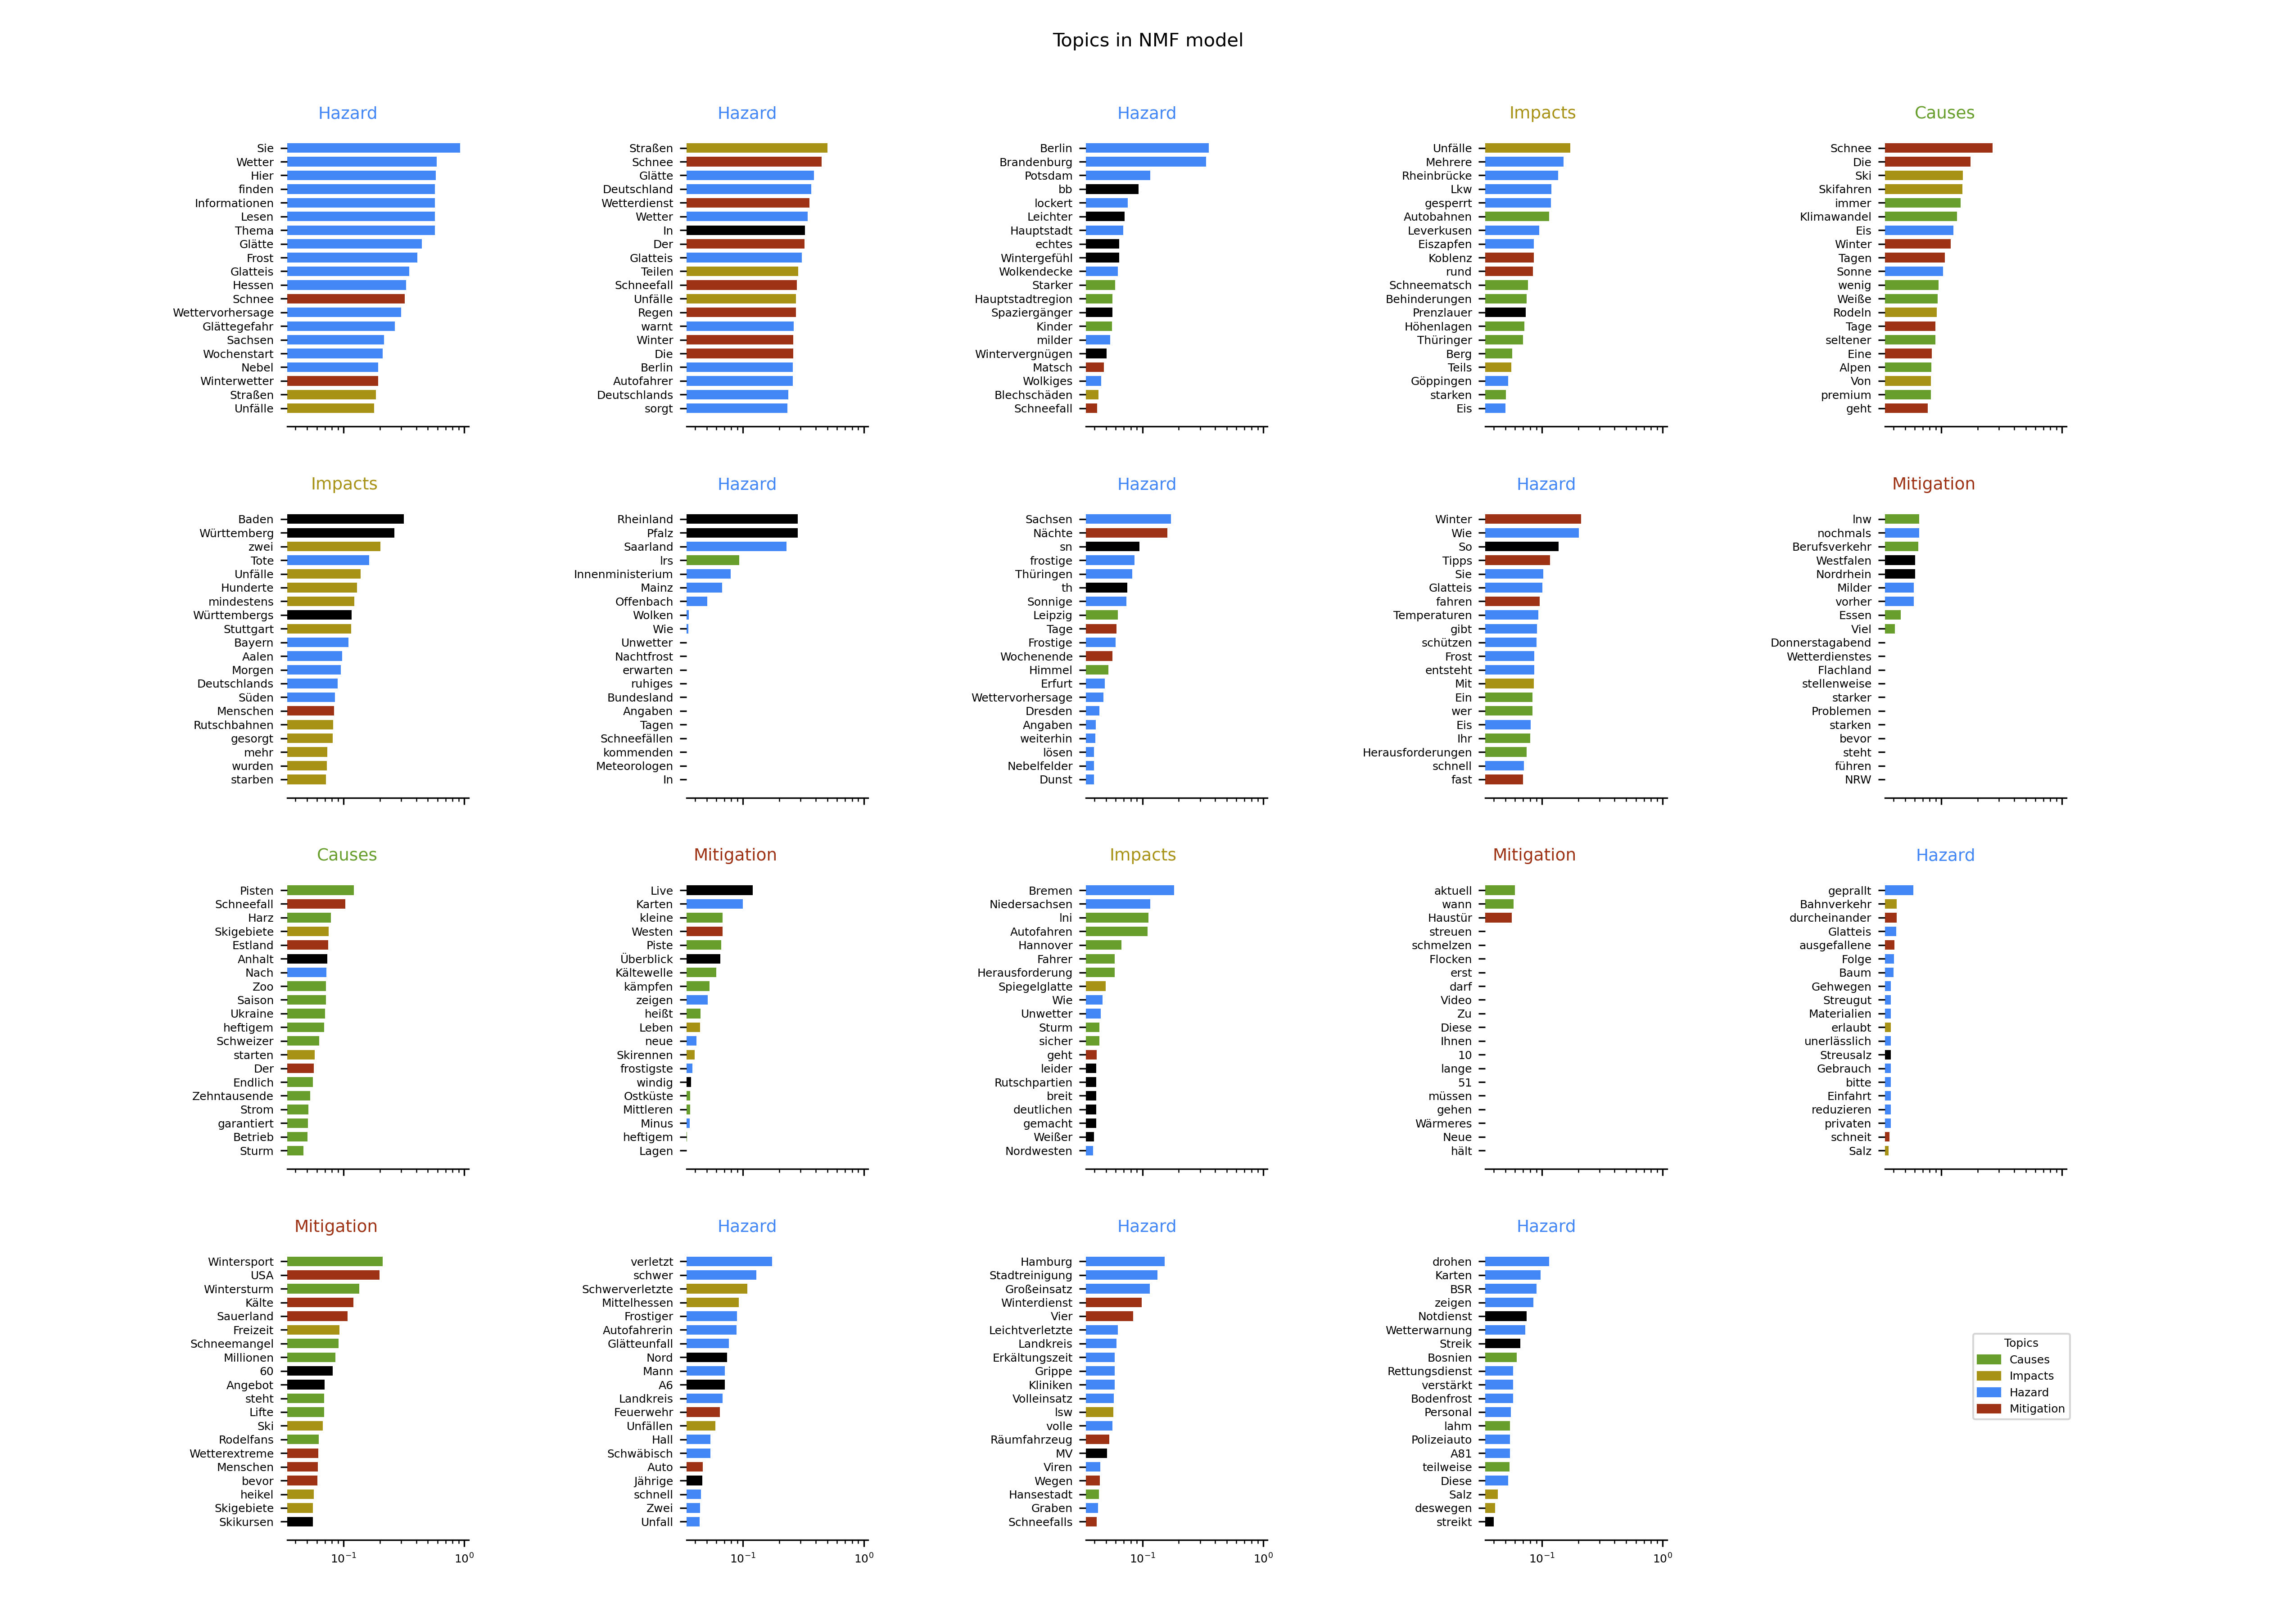 Topics in NMF model
Hazard
Sie
Wetter
Hier
finden
Informationen
Lesen
Thema
Glätte
Frost
Glatteis
Hessen
Schnee
Wettervorhersage
Glättegefahr
Sachsen
Wochenstart
Nebel
Winterwetter
Straßen
Unfälle
Hazard
Straßen
Schnee
Glätte
Deutschland
Wetterdienst
Wetter
In
Der
Glatteis
Teilen
Schneefall
Unfälle
Regen
warnt
Winter
Die
Berlin
Autofahrer
Deutschlands
sorgt
Hazard
Berlin
Brandenburg
Potsdam
bb
lockert
Leichter
Hauptstadt
echtes
Wintergefühl
Wolkendecke
Starker
Hauptstadtregion
Spaziergänger
Kinder
milder
Wintervergnügen
Matsch
Wolkiges
Blechschäden
Schneefall
Impacts
Unfälle
Mehrere
Rheinbrücke
Lkw
gesperrt
Autobahnen
Leverkusen
Eiszapfen
Koblenz
rund
Schneematsch
Behinderungen
Prenzlauer
Höhenlagen
Thüringer
Berg
Teils
Göppingen
starken
Eis
Causes
Schnee
Die
Ski
Skifahren
immer
Klimawandel
Eis
Winter
Tagen
Sonne
wenig
Weiße
Rodeln
Tage
seltener
Eine
Alpen
Von
premium
geht
Impacts
Baden
Württemberg
zwei
Tote
Unfälle
Hunderte
mindestens
Württembergs
Stuttgart
Bayern
Aalen
Morgen
Deutschlands
Süden
Menschen
Rutschbahnen
gesorgt
mehr
wurden
starben
Hazard
Rheinland
Pfalz
Saarland
lrs
Innenministerium
Mainz
Offenbach
Wolken
Wie
Unwetter
Nachtfrost
erwarten
ruhiges
Bundesland
Angaben
Tagen
Schneefällen
kommenden
Meteorologen
In
Hazard
Sachsen
Nächte
sn
frostige
Thüringen
th
Sonnige
Leipzig
Tage
Frostige
Wochenende
Himmel
Erfurt
Wettervorhersage
Dresden
Angaben
weiterhin
lösen
Nebelfelder
Dunst
Hazard
Winter
Wie
So
Tipps
Sie
Glatteis
fahren
Temperaturen
gibt
schützen
Frost
entsteht
Mit
Ein
wer
Eis
Ihr
Herausforderungen
schnell
fast
Mitigation
lnw
nochmals
Berufsverkehr
Westfalen
Nordrhein
Milder
vorher
Essen
Viel
Donnerstagabend
Wetterdienstes
Flachland
stellenweise
starker
Problemen
starken
bevor
steht
führen
NRW
Causes
Pisten
Schneefall
Harz
Skigebiete
Estland
Anhalt
Nach
Zoo
Saison
Ukraine
heftigem
Schweizer
starten
Der
Endlich
Zehntausende
Strom
garantiert
Betrieb
Sturm
Mitigation
Live
Karten
kleine
Westen
Piste
Überblick
Kältewelle
kämpfen
zeigen
heißt
Leben
neue
Skirennen
frostigste
windig
Ostküste
Mittleren
Minus
heftigem
Lagen
Impacts
Bremen
Niedersachsen
lni
Autofahren
Hannover
Fahrer
Herausforderung
Spiegelglatte
Wie
Unwetter
Sturm
sicher
geht
leider
Rutschpartien
breit
deutlichen
gemacht
Weißer
Nordwesten
Mitigation
aktuell
wann
Haustür
streuen
schmelzen
Flocken
erst
darf
Video
Zu
Diese
Ihnen
10
lange
51
müssen
gehen
Wärmeres
Neue
hält
Hazard
geprallt
Bahnverkehr
durcheinander
Glatteis
ausgefallene
Folge
Baum
Gehwegen
Streugut
Materialien
erlaubt
unerlässlich
Streusalz
Gebrauch
bitte
Einfahrt
reduzieren
privaten
schneit
Salz
Mitigation
Wintersport
USA
Wintersturm
Kälte
Sauerland
Freizeit
Schneemangel
Millionen
60
Angebot
steht
Lifte
Ski
Rodelfans
Wetterextreme
Menschen
bevor
heikel
Skigebiete
Skikursen
10⁻¹ 10⁰
Hazard
verletzt
schwer
Schwerverletzte
Mittelhessen
Frostiger
Autofahrerin
Glätteunfall
Nord
Mann
A6
Landkreis
Feuerwehr
Unfällen
Hall
Schwäbisch
Auto
Jährige
schnell
Zwei
Unfall
10⁻¹ 10⁰
Hazard
Hamburg
Stadtreinigung
Großeinsatz
Winterdienst
Vier
Leichtverletzte
Landkreis
Erkältungszeit
Grippe
Kliniken
Volleinsatz
lsw
volle
Räumfahrzeug
MV
Viren
Wegen
Hansestadt
Graben
Schneefalls
10⁻¹ 10⁰
Hazard
drohen
Karten
BSR
zeigen
Notdienst
Wetterwarnung
Streik
Bosnien
Rettungsdienst
verstärkt
Bodenfrost
Personal
lahm
Polizeiauto
A81
teilweise
Diese
Salz
deswegen
streikt
10⁻¹ 10⁰
Topics
Causes
Impacts
Hazard
Mitigation